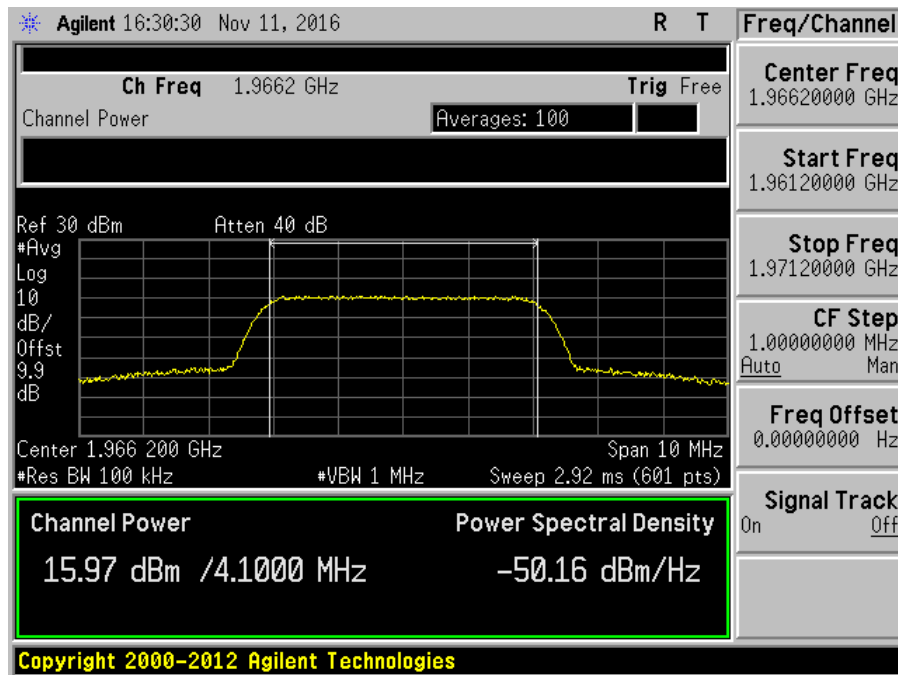 Agilent 16:30:30 Nov 11, 2016 R T
Freq/Channel
Ch Freq 1.9662 GHz Trig Free
Channel Power Averages: 100
Center Freq
1.96620000 GHz
Start Freq
1.96120000 GHz
Stop Freq
1.97120000 GHz
CF Step
1.00000000 MHz
Auto Man
Freq Offset
0.00000000 Hz
Signal Track
On Off
Ref 30 dBm Atten 40 dB
#Avg
Log
10
dB/
Offst
9.9
dB
Center 1.966 200 GHz Span 10 MHz
#Res BW 100 kHz #VBW 1 MHz Sweep 2.92 ms (601 pts)
Channel Power Power Spectral Density
15.97 dBm /4.1000 MHz -50.16 dBm/Hz
Copyright 2000-2012 Agilent Technologies